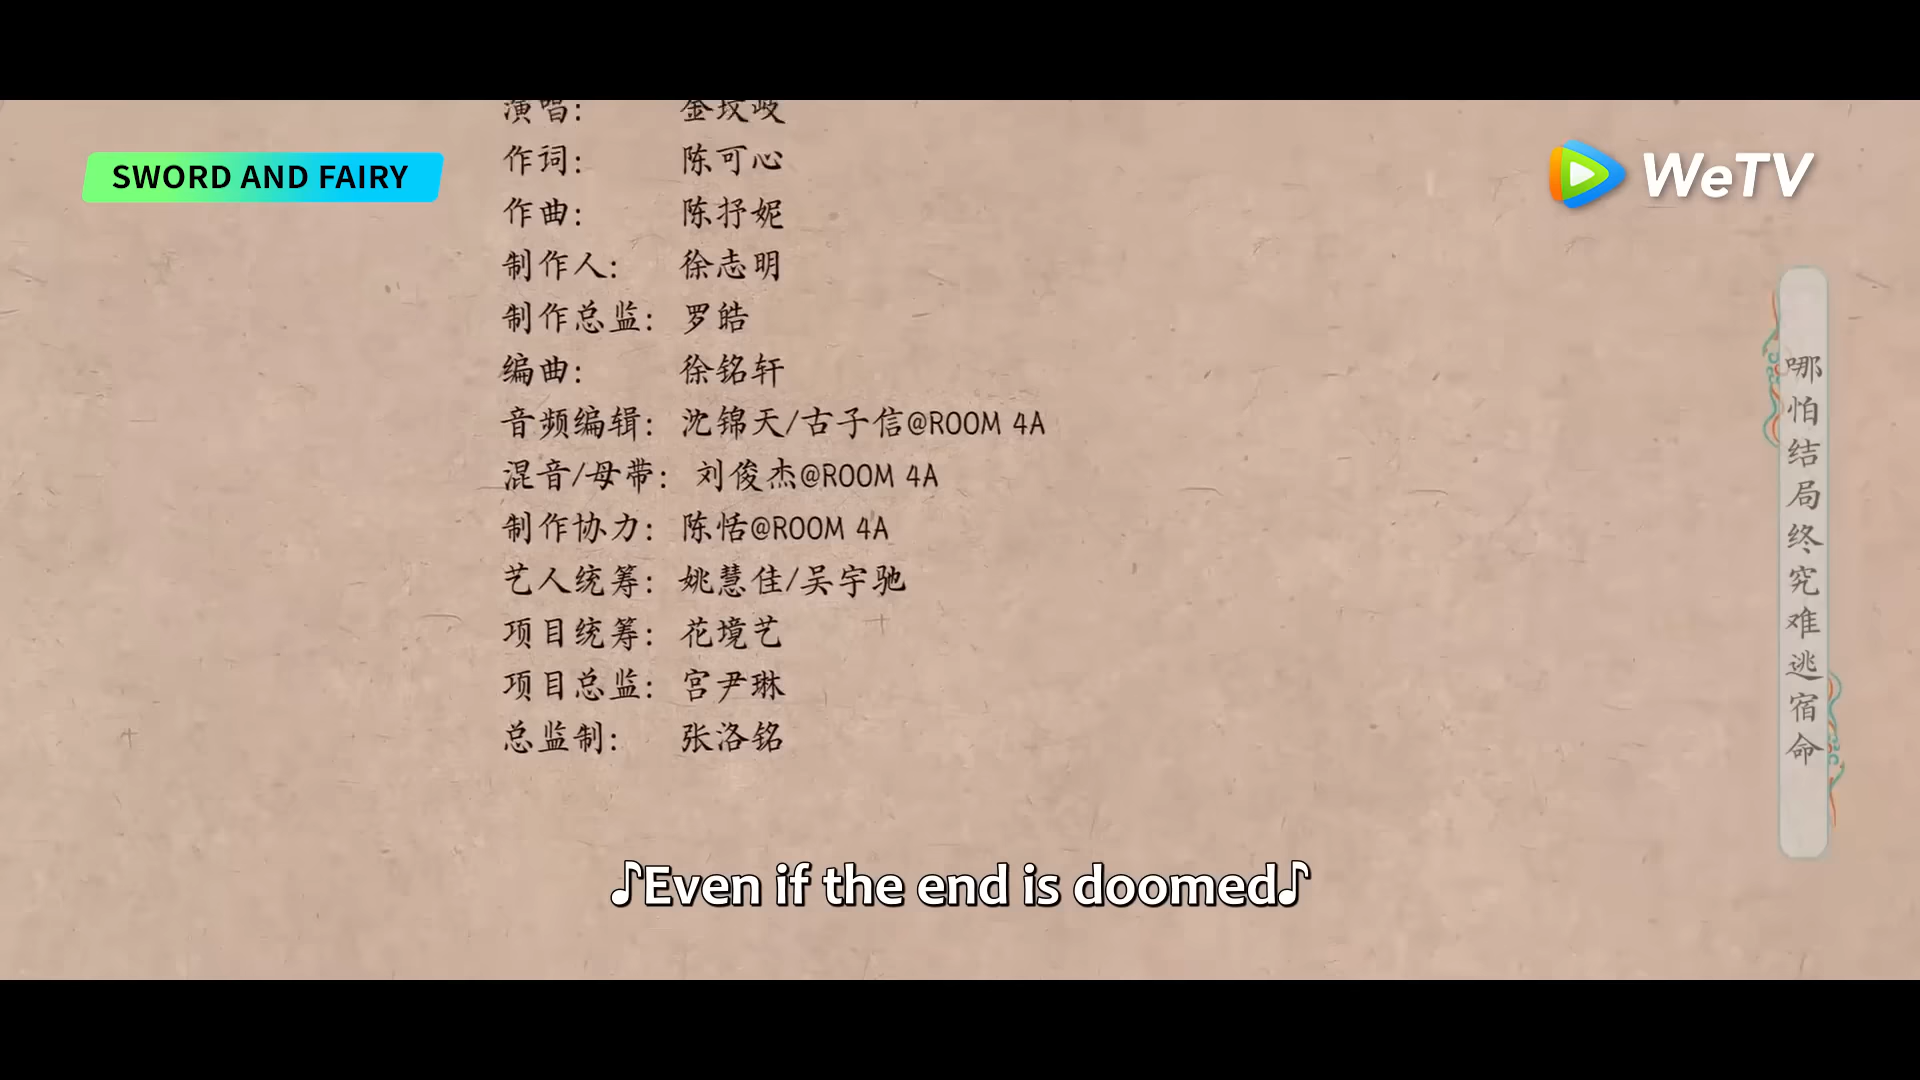 演唱: 金玟岐
SWORD AND FAIRY
WeTV
作词: 陈可心
作曲: 陈抒妮
制作人: 徐志明
制作总监: 罗皓
编曲: 徐铭轩
音频编辑: 沈锦天/古子信@ROOM 4A
混音/母带: 刘俊杰@ROOM 4A
制作协力: 陈恬@ROOM 4A
艺人统筹: 姚慧佳/吴宇驰
项目统筹: 花境艺
项目总监: 宫尹琳
总监制: 张洛铭
哪怕结局终究难逃宿命
♪Even if the end is doomed♪